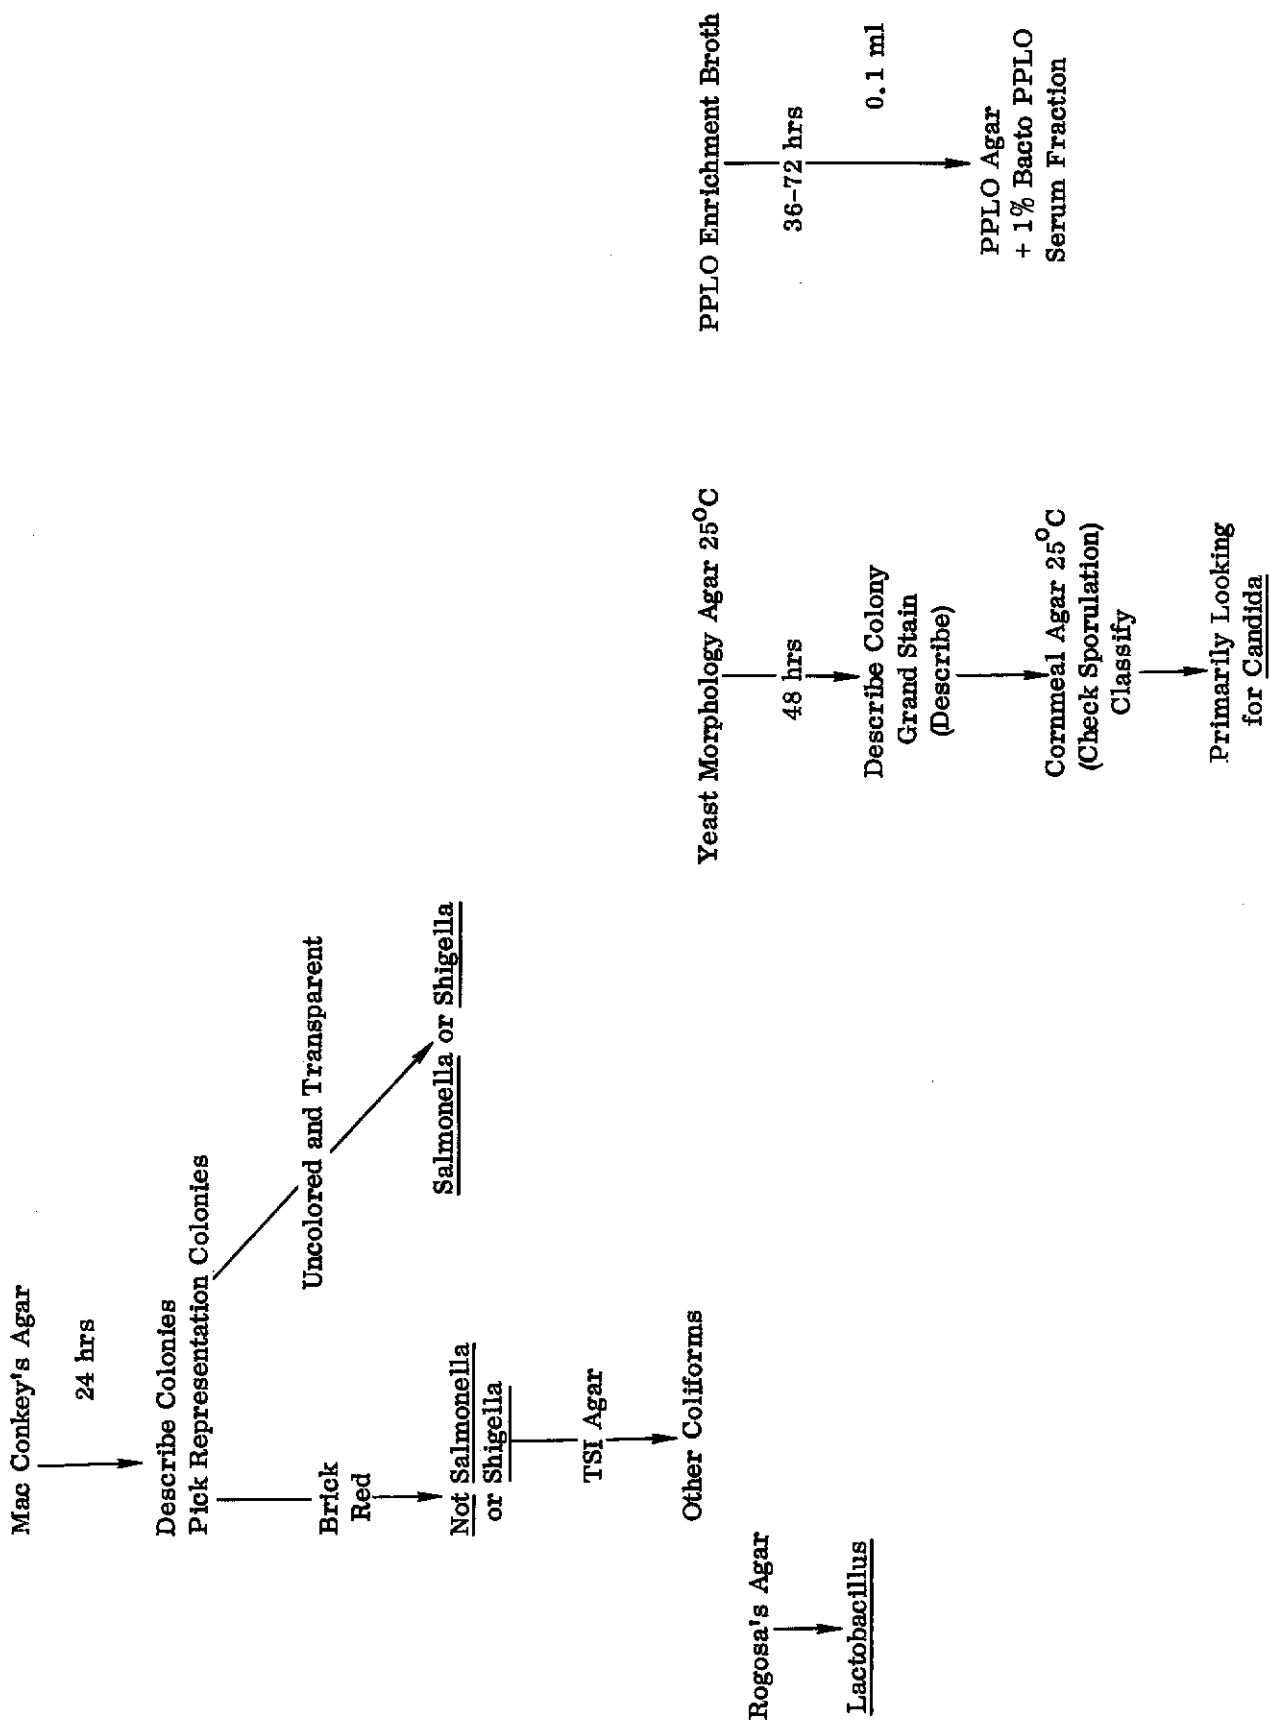 Mac Conkey's Agar
24 hrs
Describe Colonies
Pick Representation Colonies
Brick
Red
Uncolored and Transparent
Not Salmonella
or Shigella
Salmonella or Shigella
TSI Agar
Other Coliforms
Rogosa's Agar
Lactobacillus
Yeast Morphology Agar 25°C
48 hrs
Describe Colony
Grand Stain
(Describe)
Cornmeal Agar 25°C
(Check Sporulation)
Classify
Primarily Looking
for Candida
PPLO Enrichment Broth
36-72 hrs
0.1 ml
PPLO Agar
+ 1% Bacto PPLO
Serum Fraction